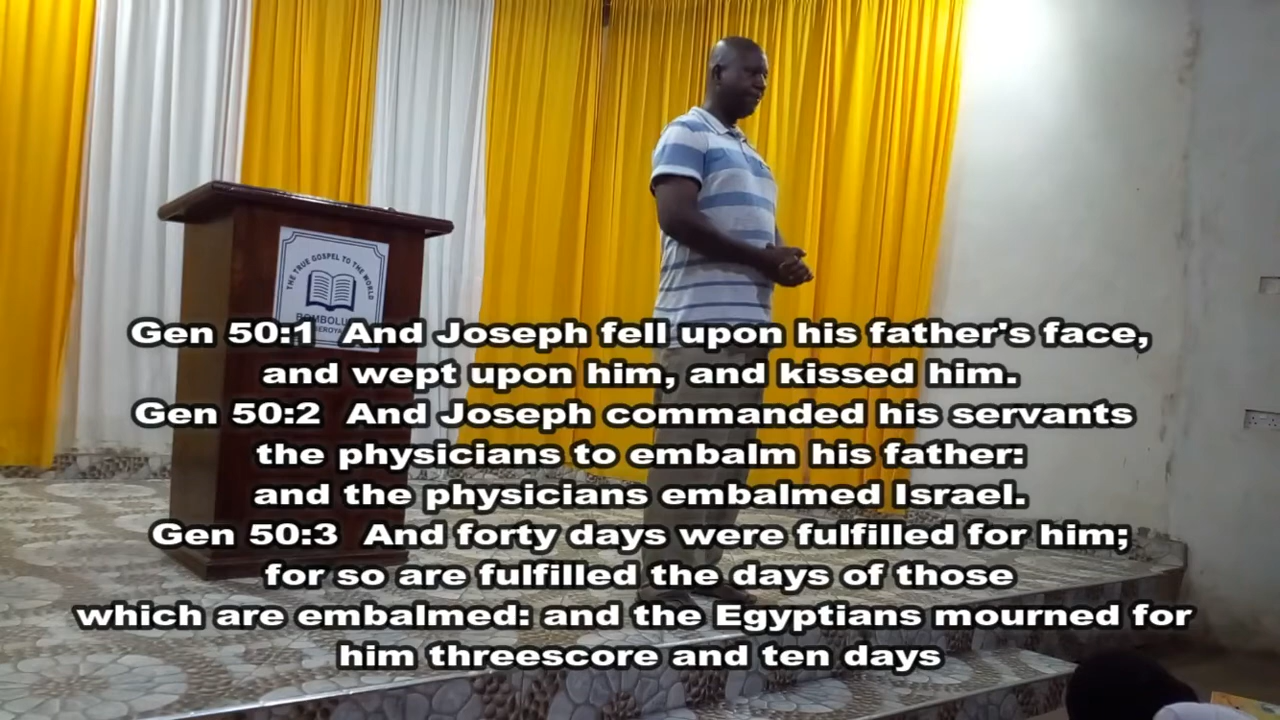 THE TRUE GOSPEL TO THE WORLD
Gen 50:1  And Joseph fell upon his father's face,
and wept upon him, and kissed him.
Gen 50:2  And Joseph commanded his servants
the physicians to embalm his father:
and the physicians embalmed Israel.
Gen 50:3  And forty days were fulfilled for him;
for so are fulfilled the days of those
which are embalmed: and the Egyptians mourned for
him threescore and ten days